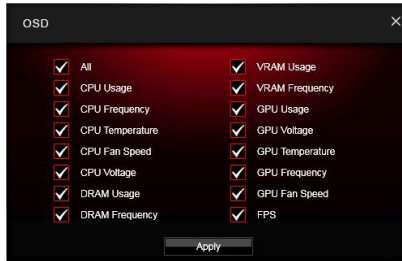 OSD
All
CPU Usage
CPU Frequency
CPU Temperature
CPU Fan Speed
CPU Voltage
DRAM Usage
DRAM Frequency
VRAM Usage
VRAM Frequency
GPU Usage
GPU Voltage
GPU Temperature
GPU Frequency
GPU Fan Speed
FPS
Apply